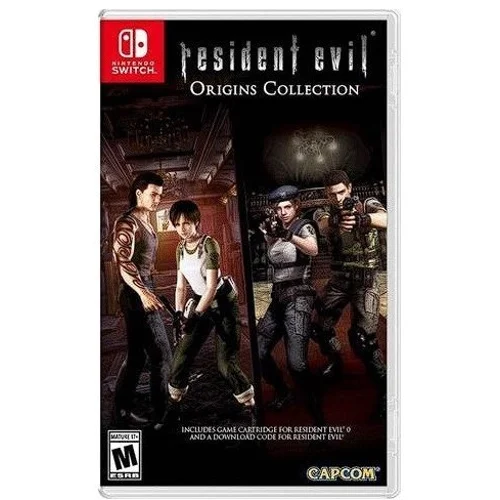 NINTENDO
SWITCH™
resident evil®
ORIGINS COLLECTION
INCLUDES GAME CARTRIDGE FOR RESIDENT EVIL® 0
AND A DOWNLOAD CODE FOR RESIDENT EVIL®
MATURE 17+
M
ESRB
CAPCOM®